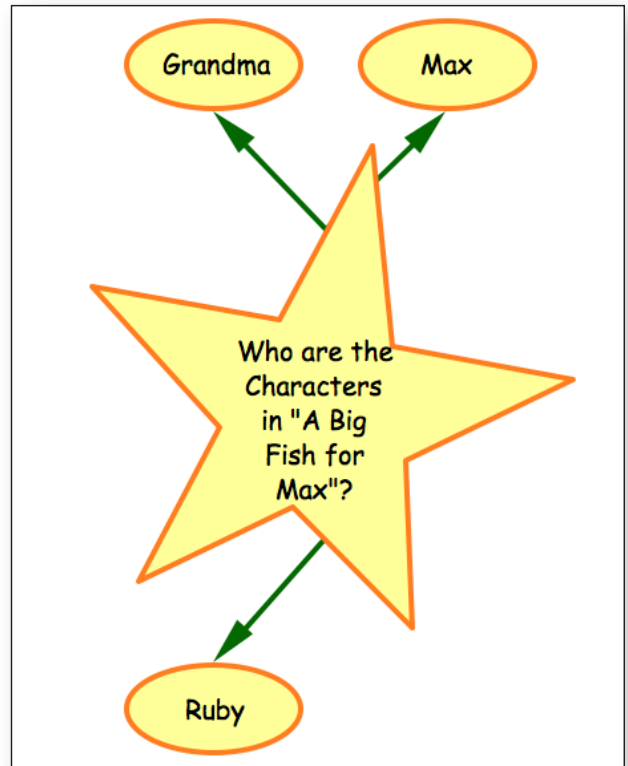 Grandma
Max
Who are the
Characters
in "A Big
Fish for
Max"?
Ruby